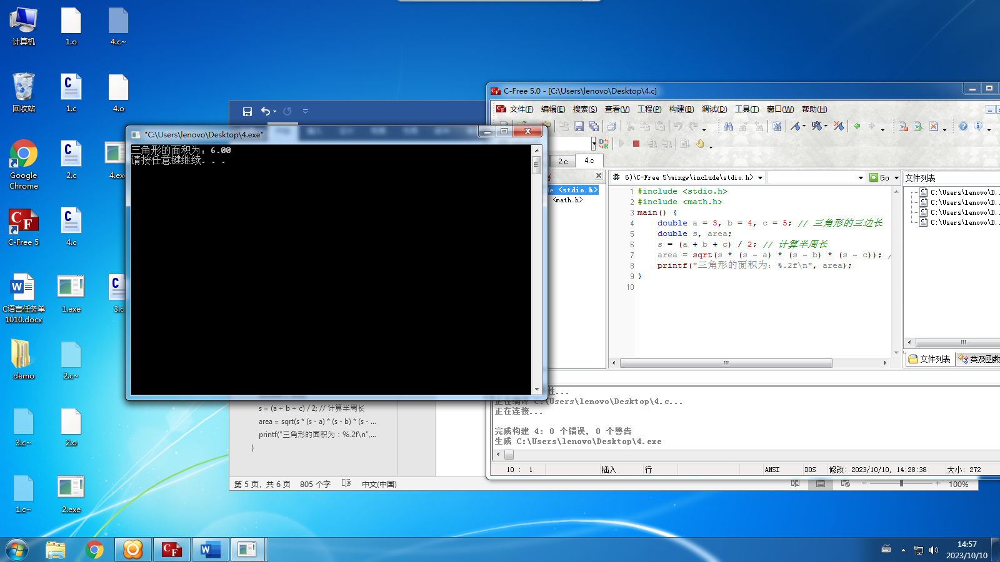 计算机
1.o
4.c~
回收站
1.c
4.o
Google
Chrome
2.c
4.exe
C-Free 5
4.c
C语言任务单
1010.docx
1.exe
3.c
demo
2.c~
3.c~
2.o
1.c~
2.exe
"C:\Users\lenovo\Desktop\4.exe"
三角形的面积为：6.00
请按任意键继续. . .
s = (a + b + c) / 2; // 计算半周长
area = sqrt(s * (s - a) * (s - b) * (s - ...
printf("三角形的面积为：%.2f\n",...
}
第 5 页，共 6 页 805 个字 中文(中国)
100%
C-Free 5.0 - [C:\Users\lenovo\Desktop\4.c]
文件(F) 编辑(E) 搜索(S) 查看(V) 工程(P) 构建(B) 调试(D) 工具(T) 窗口(W) 帮助(H)
2.c 4.c
<stdio.h>
<math.h>
6)\C-Free 5\mingw\include\stdio.h>
Go
文件列表
1 #include <stdio.h>
2 #include <math.h>
3 main() {
4 double a = 3, b = 4, c = 5; // 三角形的三边长
5 double s, area;
6 s = (a + b + c) / 2; // 计算半周长
7 area = sqrt(s * (s - a) * (s - b) * (s - c)); /
8 printf("三角形的面积为：%.2f\n", area);
9 }
10
C:\Users\lenovo\D..
C:\Users\lenovo\D..
C:\Users\lenovo\D..
C:\Users\lenovo\D..
文件列表 类及函数
性...
正在编译 C:\Users\lenovo\Desktop\4.c...
正在连接...
完成构建 4: 0 个错误, 0 个警告
生成 C:\Users\lenovo\Desktop\4.exe
10 : 1 插入 行 ANSI DOS 修改: 2023/10/10, 14:28:38 大小: 272
14:57
2023/10/10